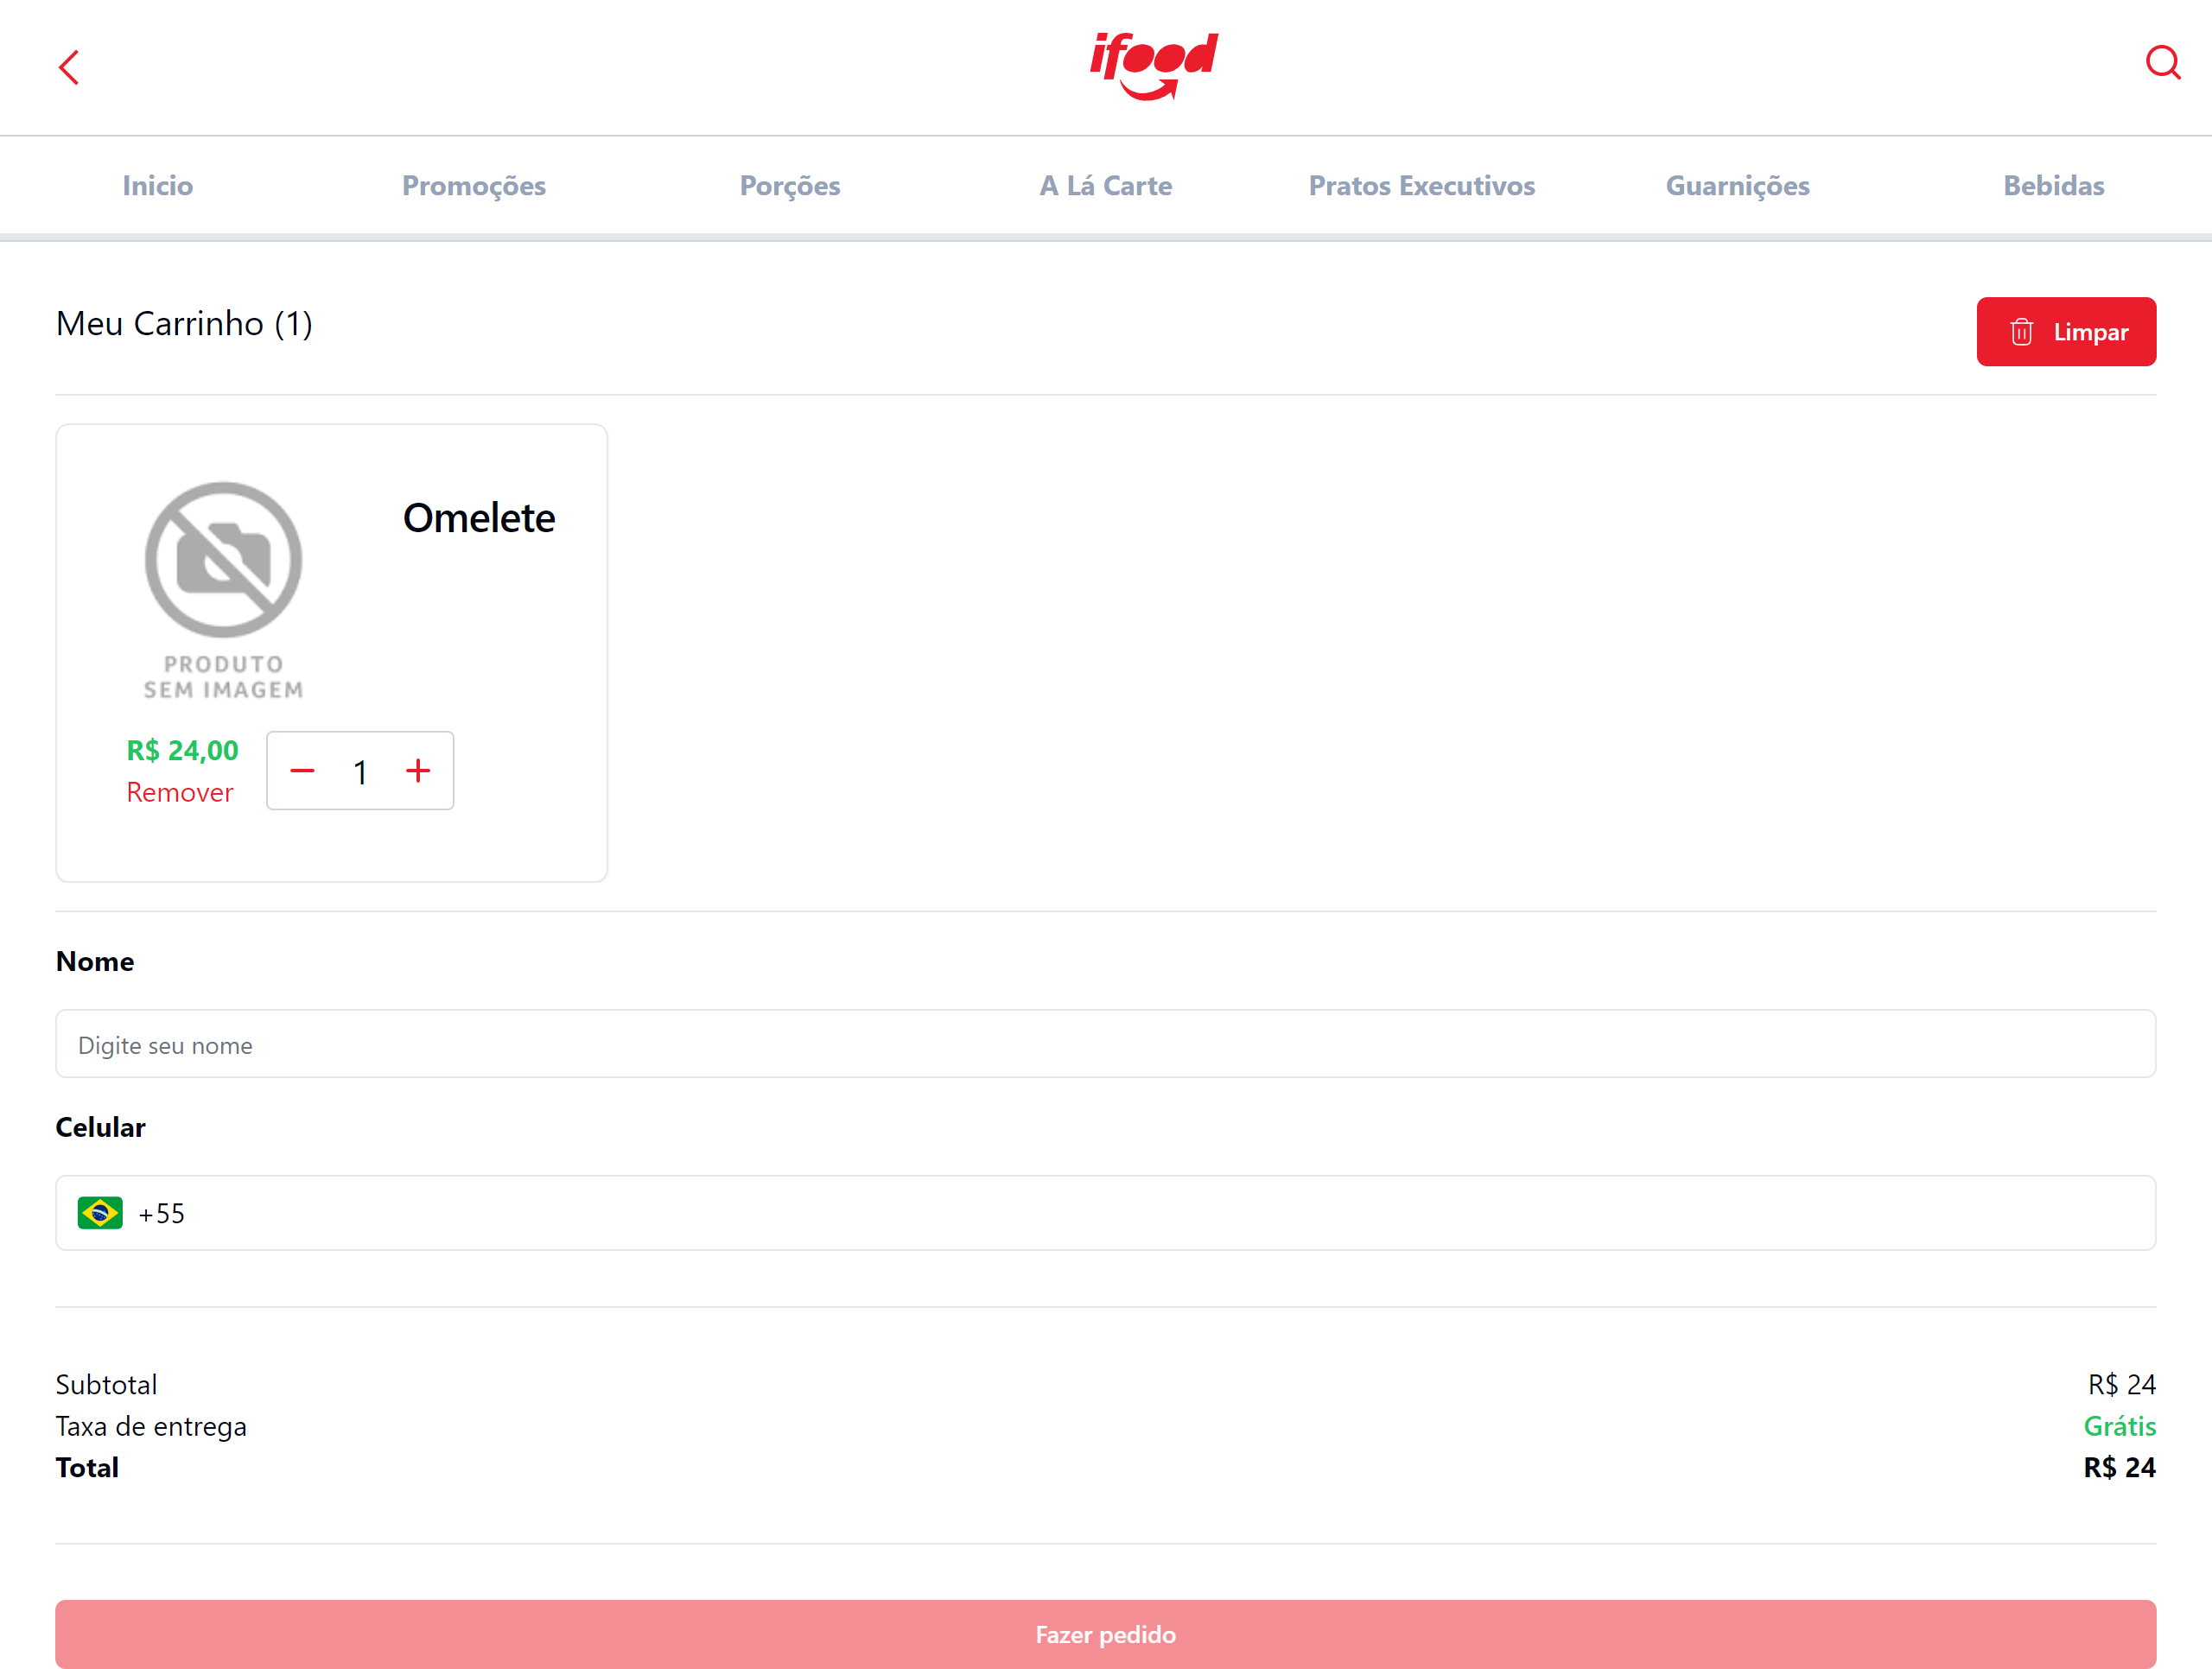 ifood
Inicio Promoções Porções A Lá Carte Pratos Executivos Guarnições Bebidas
Meu Carrinho (1)
Limpar
Omelete
PRODUTO
SEM IMAGEM
R$ 24,00
Remover
1
Nome
Digite seu nome
Celular
+55
Subtotal R$ 24
Taxa de entrega Grátis
Total R$ 24
Fazer pedido